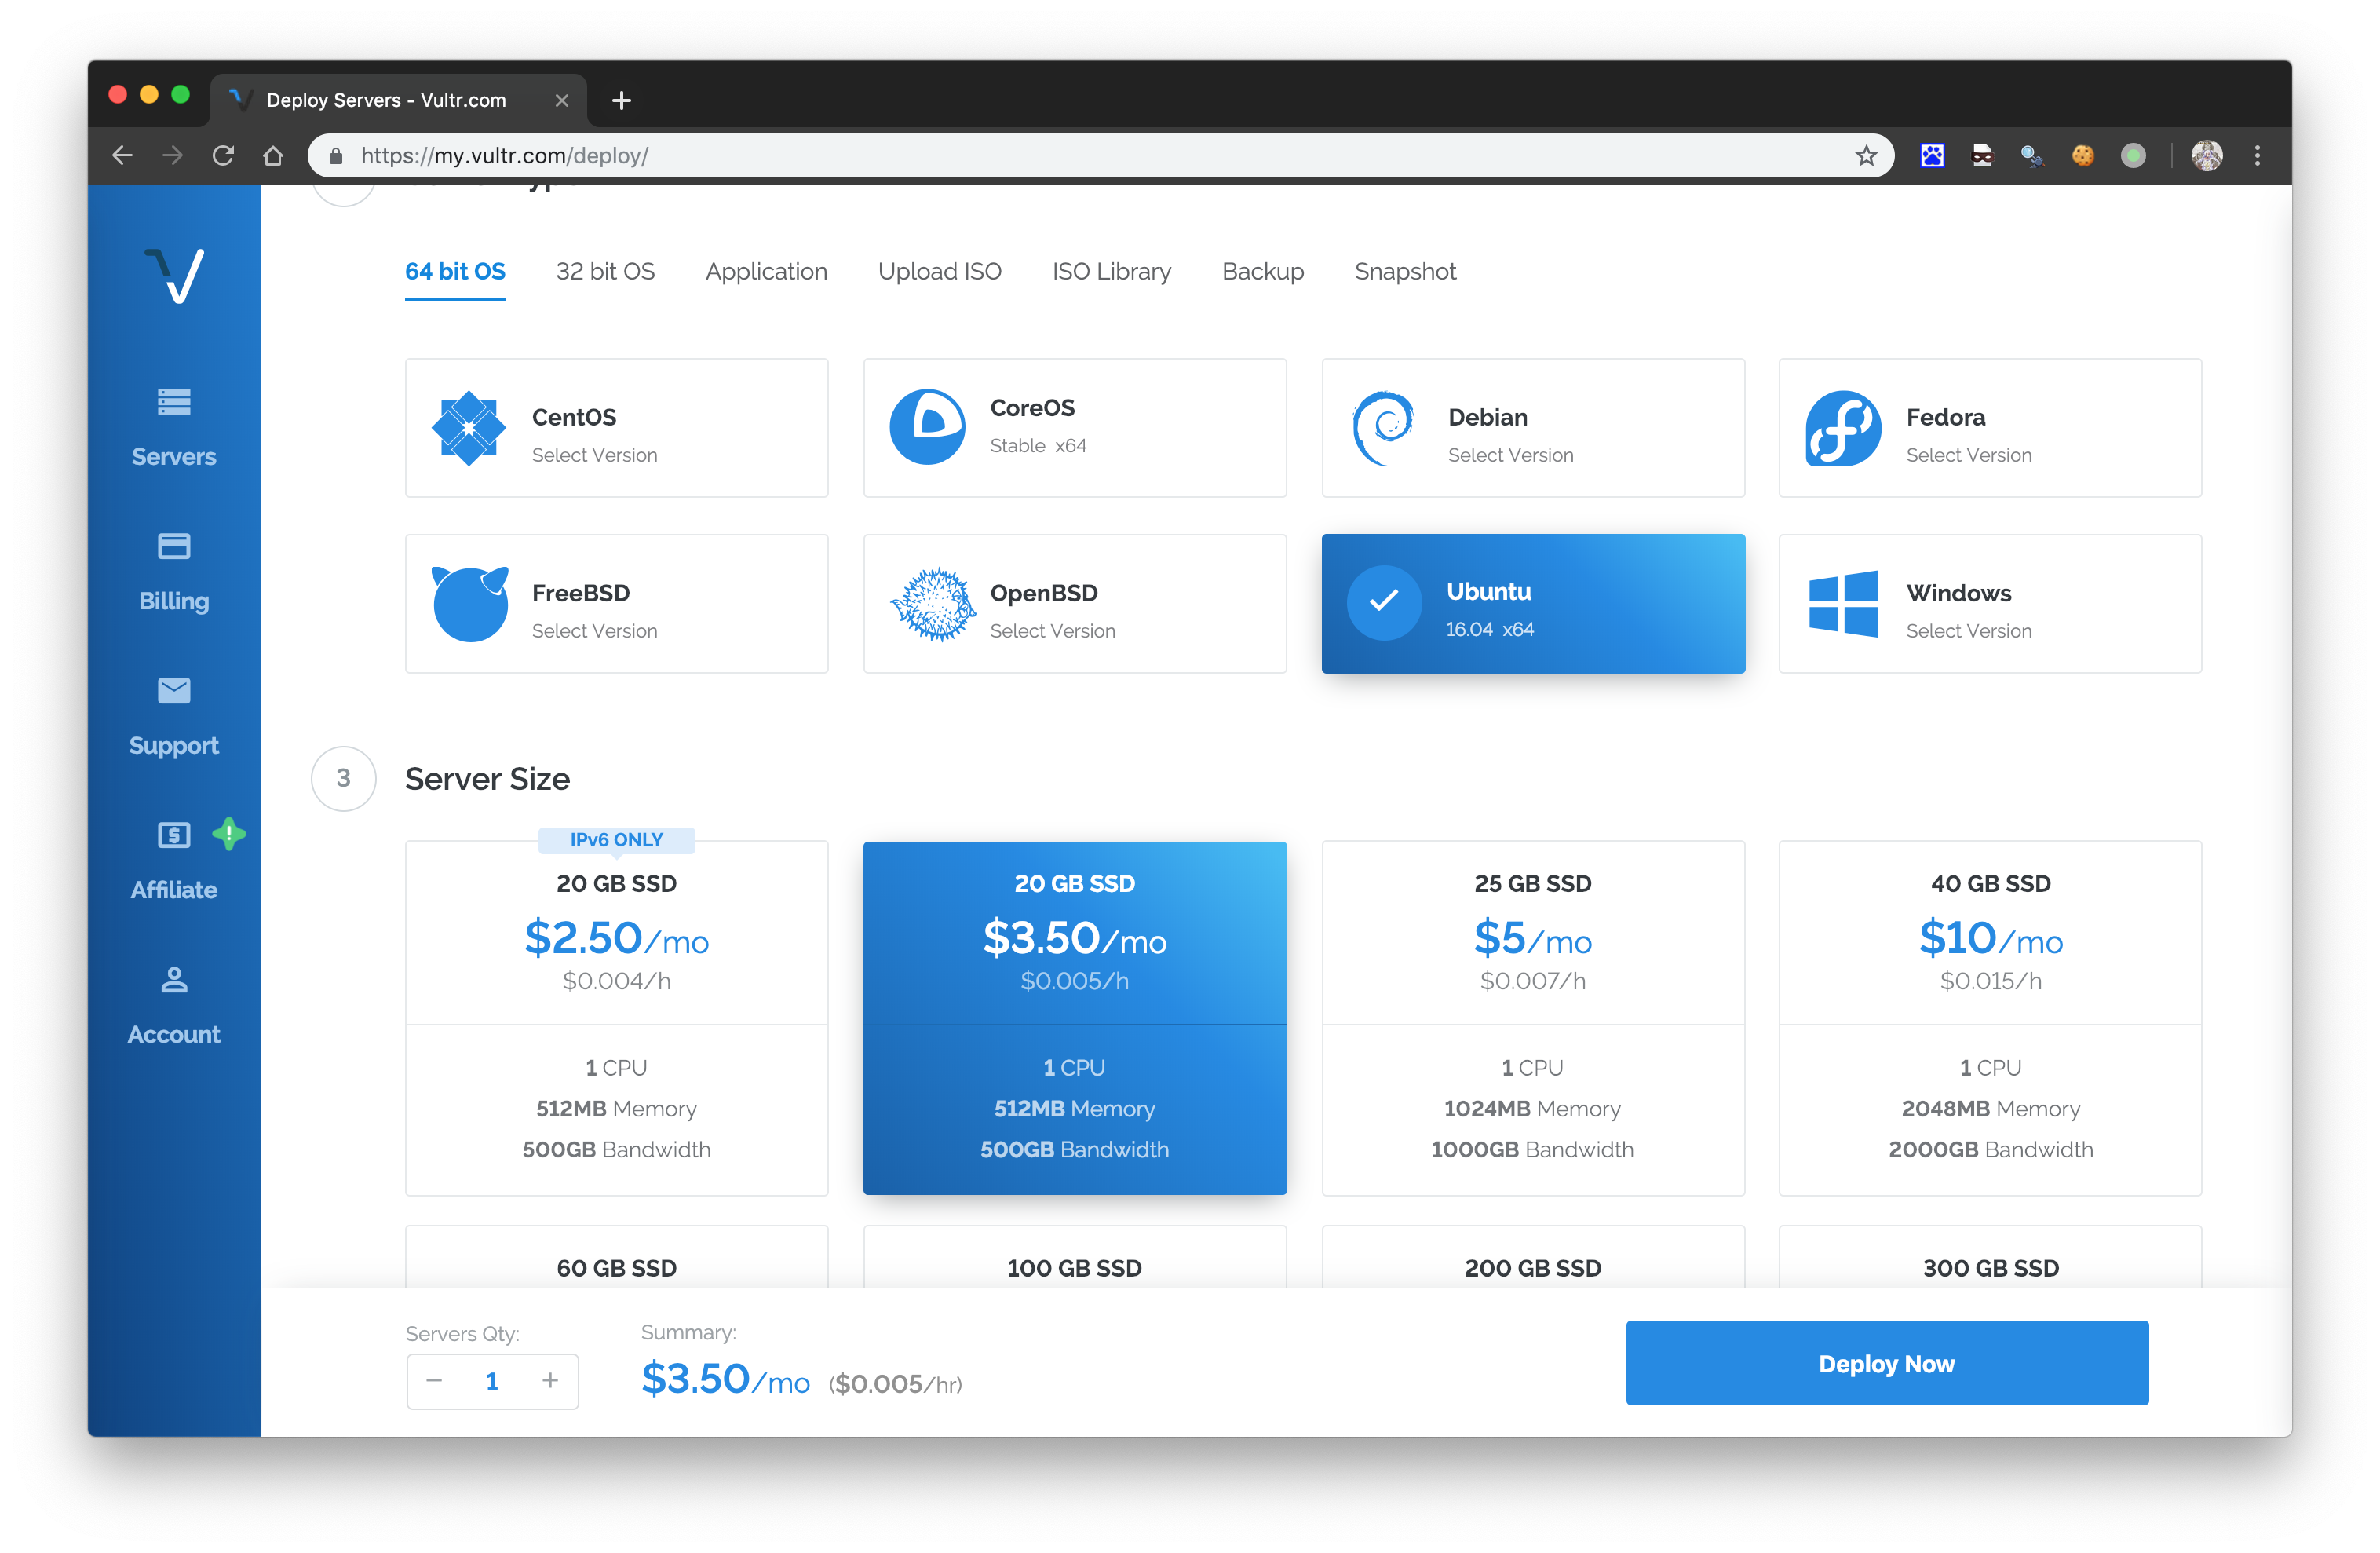 Deploy Servers - Vultr.com
https://my.vultr.com/deploy/
64 bit OS
32 bit OS
Application
Upload ISO
ISO Library
Backup
Snapshot
Servers
Billing
Support
Affiliate
Account
CentOS
Select Version
CoreOS
Stable x64
Debian
Select Version
Fedora
Select Version
FreeBSD
Select Version
OpenBSD
Select Version
Ubuntu
16.04 x64
Windows
Select Version
3
Server Size
IPv6 ONLY
20 GB SSD
$2.50/mo
$0.004/h
1 CPU
512MB Memory
500GB Bandwidth
20 GB SSD
$3.50/mo
$0.005/h
1 CPU
512MB Memory
500GB Bandwidth
25 GB SSD
$5/mo
$0.007/h
1 CPU
1024MB Memory
1000GB Bandwidth
40 GB SSD
$10/mo
$0.015/h
1 CPU
2048MB Memory
2000GB Bandwidth
60 GB SSD
100 GB SSD
200 GB SSD
300 GB SSD
Servers Qty:
− 1 +
Summary:
$3.50/mo ($0.005/hr)
Deploy Now